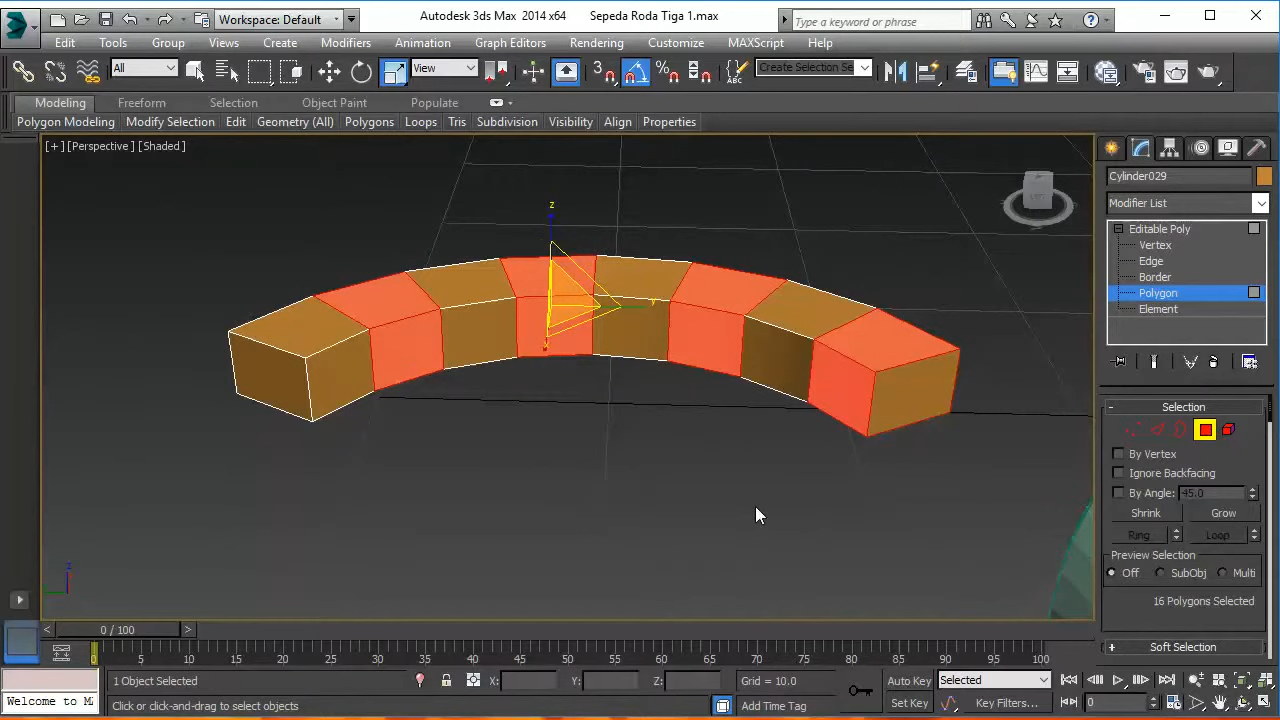 Workspace: Default
Autodesk 3ds Max 2014 x64 Sepeda Roda Tiga 1.max
Type a keyword or phrase
Edit Tools Group Views Create Modifiers Animation Graph Editors Rendering Customize MAXScript Help
All View 3 Create Selection Se
Modeling Freeform Selection Object Paint Populate
Polygon Modeling Modify Selection Edit Geometry (All) Polygons Loops Tris Subdivision Visibility Align Properties
[+] [Perspective] [Shaded]
Cylinder029
Modifier List
Editable Poly
Vertex
Edge
Border
Polygon
Element
z
y
x
Selection
By Vertex
Ignore Backfacing
By Angle: 45.0
Shrink Grow
Ring Loop
Preview Selection
Off SubObj Multi
16 Polygons Selected
Soft Selection
z
0 / 100
0 5 10 15 20 25 30 35 40 45 50 55 60 65 70 75 80 85 90 95 100
1 Object Selected X: Y: Z: Grid = 10.0 Auto Key Selected
Welcome to Click or click-and-drag to select objects Add Time Tag Set Key Key Filters... 0